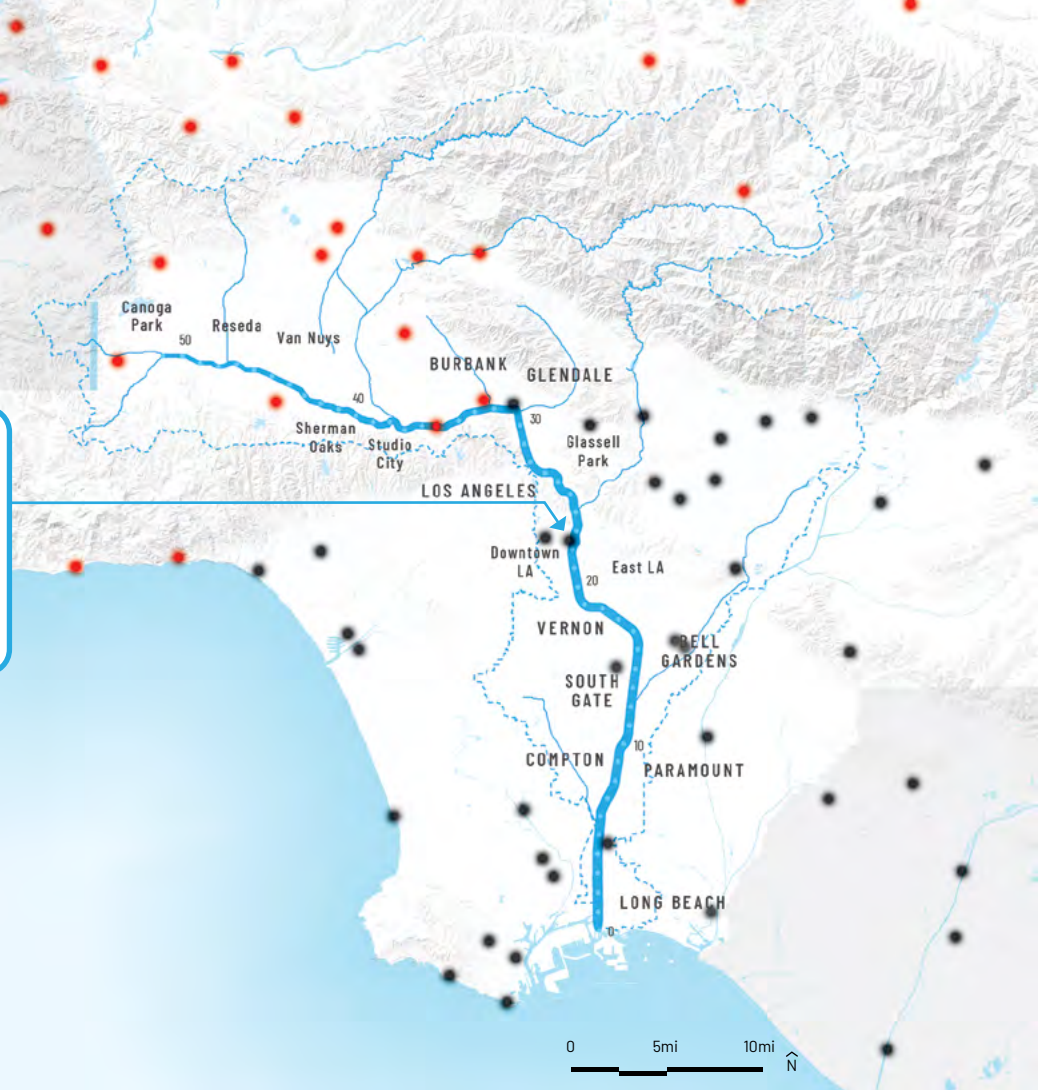 Canoga
Park
50
Reseda
Van Nuys
BURBANK
GLENDALE
40
30
Sherman
Oaks
Studio
City
Glassell
Park
LOS ANGELES
Downtown
LA
East LA
20
VERNON
BELL
GARDENS
SOUTH
GATE
10
COMPTON
PARAMOUNT
LONG BEACH
0
0 5mi 10mi
N